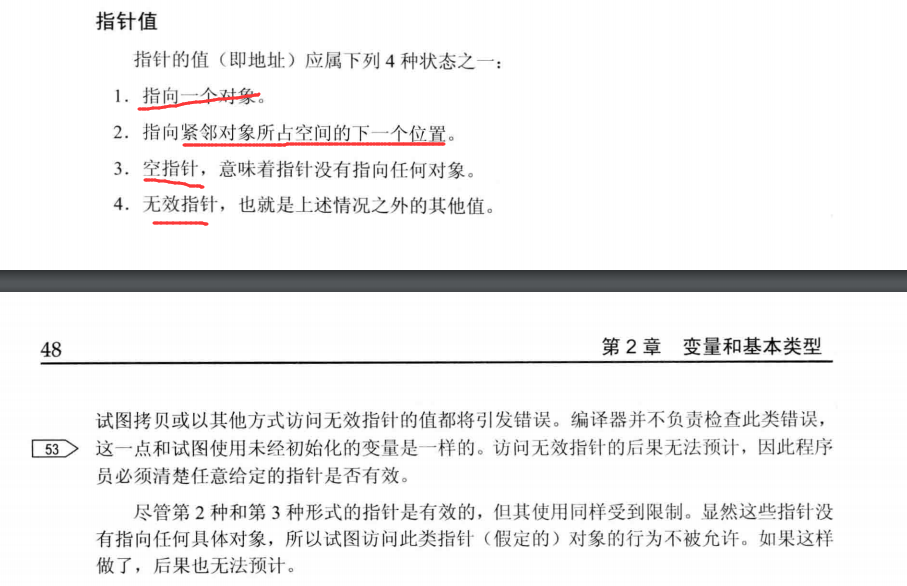 指针值
指针的值（即地址）应属下列4种状态之一：
1．指向一个对象。
2．指向紧邻对象所占空间的下一个位置。
3．空指针，意味着指针没有指向任何对象。
4．无效指针，也就是上述情况之外的其他值。
48
第2章 变量和基本类型
试图拷贝或以其他方式访问无效指针的值都将引发错误。编译器并不负责检查此类错误，
53
这一点和试图使用未经初始化的变量是一样的。访问无效指针的后果无法预计，因此程序
员必须清楚任意给定的指针是否有效。
尽管第2种和第3种形式的指针是有效的，但其使用同样受到限制。显然这些指针没
有指向任何具体对象，所以试图访问此类指针（假定的）对象的行为不被允许。如果这样
做了，后果也无法预计。